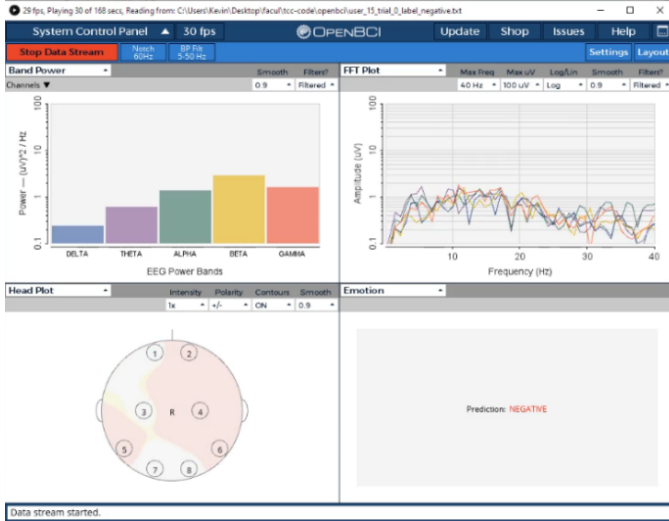 29 fps, Playing 30 of 168 secs, Reading from: C:\Users\Kevin\Desktop\facul\tcc-code\openbci\user_15_trial_0_label_negative.txt
System Control Panel 30 fps OPENBCI Update Shop Issues Help
Stop Data Stream Notch 60Hz BP Filt 5-50 Hz Settings Layout
Band Power Smooth Filters?
Channels ▼ 0.9 Filtered
Power — (uV)^2 / Hz
100
10
1
0.1
DELTA THETA ALPHA BETA GAMMA
EEG Power Bands
FFT Plot Max Freq Max uV Log/Lin Smooth Filters?
40 Hz 100 uV Log 0.9 Filtered
Amplitude (uV)
100
10
1
0.1
10 20 30 40
Frequency (Hz)
Head Plot Intensity Polarity Contours Smooth
1x +/- ON 0.9
1 2
3 R 4
5 6
7 8
Emotion
Prediction: NEGATIVE
Data stream started.